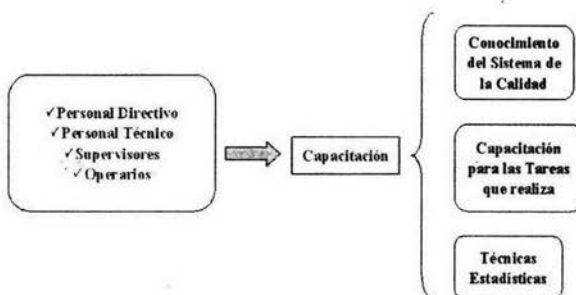 ✓Personal Directivo
✓Personal Técnico
✓Supervisores
✓Operarios
Capacitación
Conocimiento
del Sistema de
la Calidad
Capacitación
para las Tareas
que realiza
Técnicas
Estadísticas